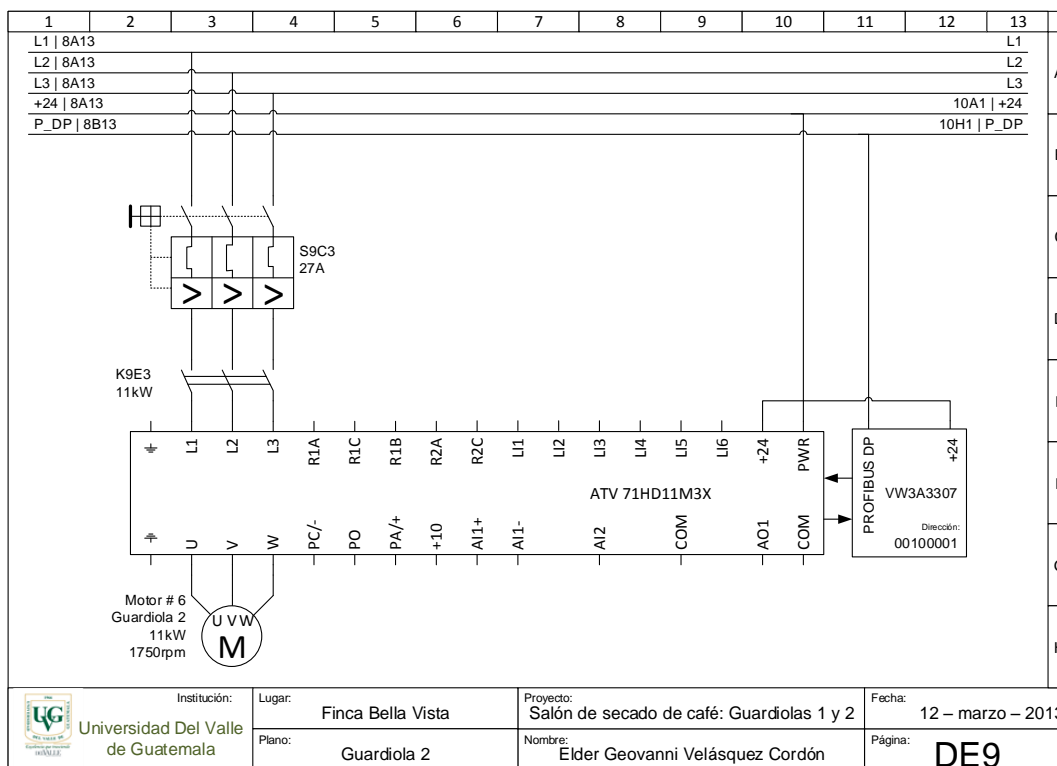 1 2 3 4 5 6 7 8 9 10 11 12 13
L1 | 8A13 L1
L2 | 8A13 L2
L3 | 8A13 L3
+24 | 8A13 10A1 | +24
P_DP | 8B13 10H1 | P_DP
S9C3
27A
> > >
K9E3
11kW
L1 L2 L3 R1A R1C R1B R2A R2C LI1 LI2 LI3 LI4 LI5 LI6 +24 PWR
ATV 71HD11M3X
U V W PC/- PO PA/+ +10 AI1+ AI1- AI2 COM AO1 COM
PROFIBUS DP
+24
VW3A3307
Dirección:
00100001
Motor # 6
Guardiola 2
11kW
1750rpm
U V W
M
UVG
Institución:
Universidad Del Valle
de Guatemala
Lugar:
Finca Bella Vista
Plano:
Guardiola 2
Proyecto:
Salón de secado de café: Guardiolas 1 y 2
Nombre:
Elder Geovanni Velásquez Cordón
Fecha:
12 – marzo – 2013
Página:
DE9